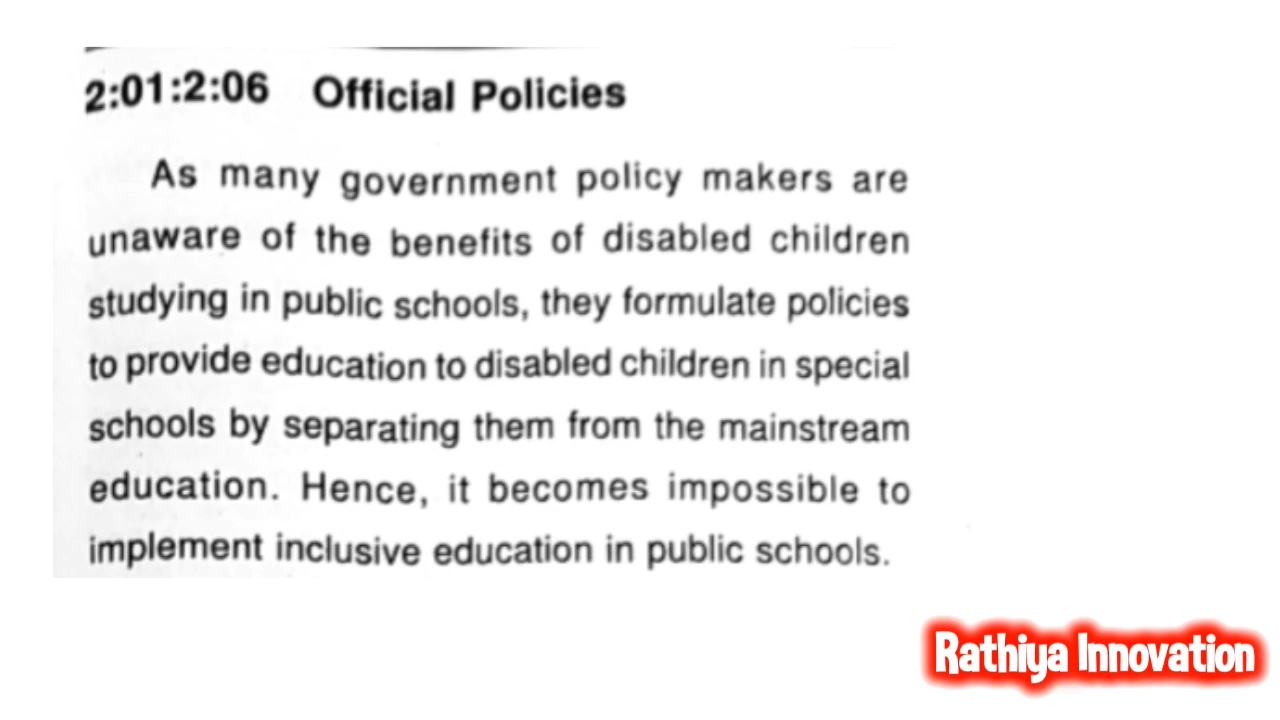 2:01:2:06 Official Policies
As many government policy makers are
unaware of the benefits of disabled children
studying in public schools, they formulate policies
to provide education to disabled children in special
schools by separating them from the mainstream
education. Hence, it becomes impossible to
implement inclusive education in public schools.
Rathiya Innovation